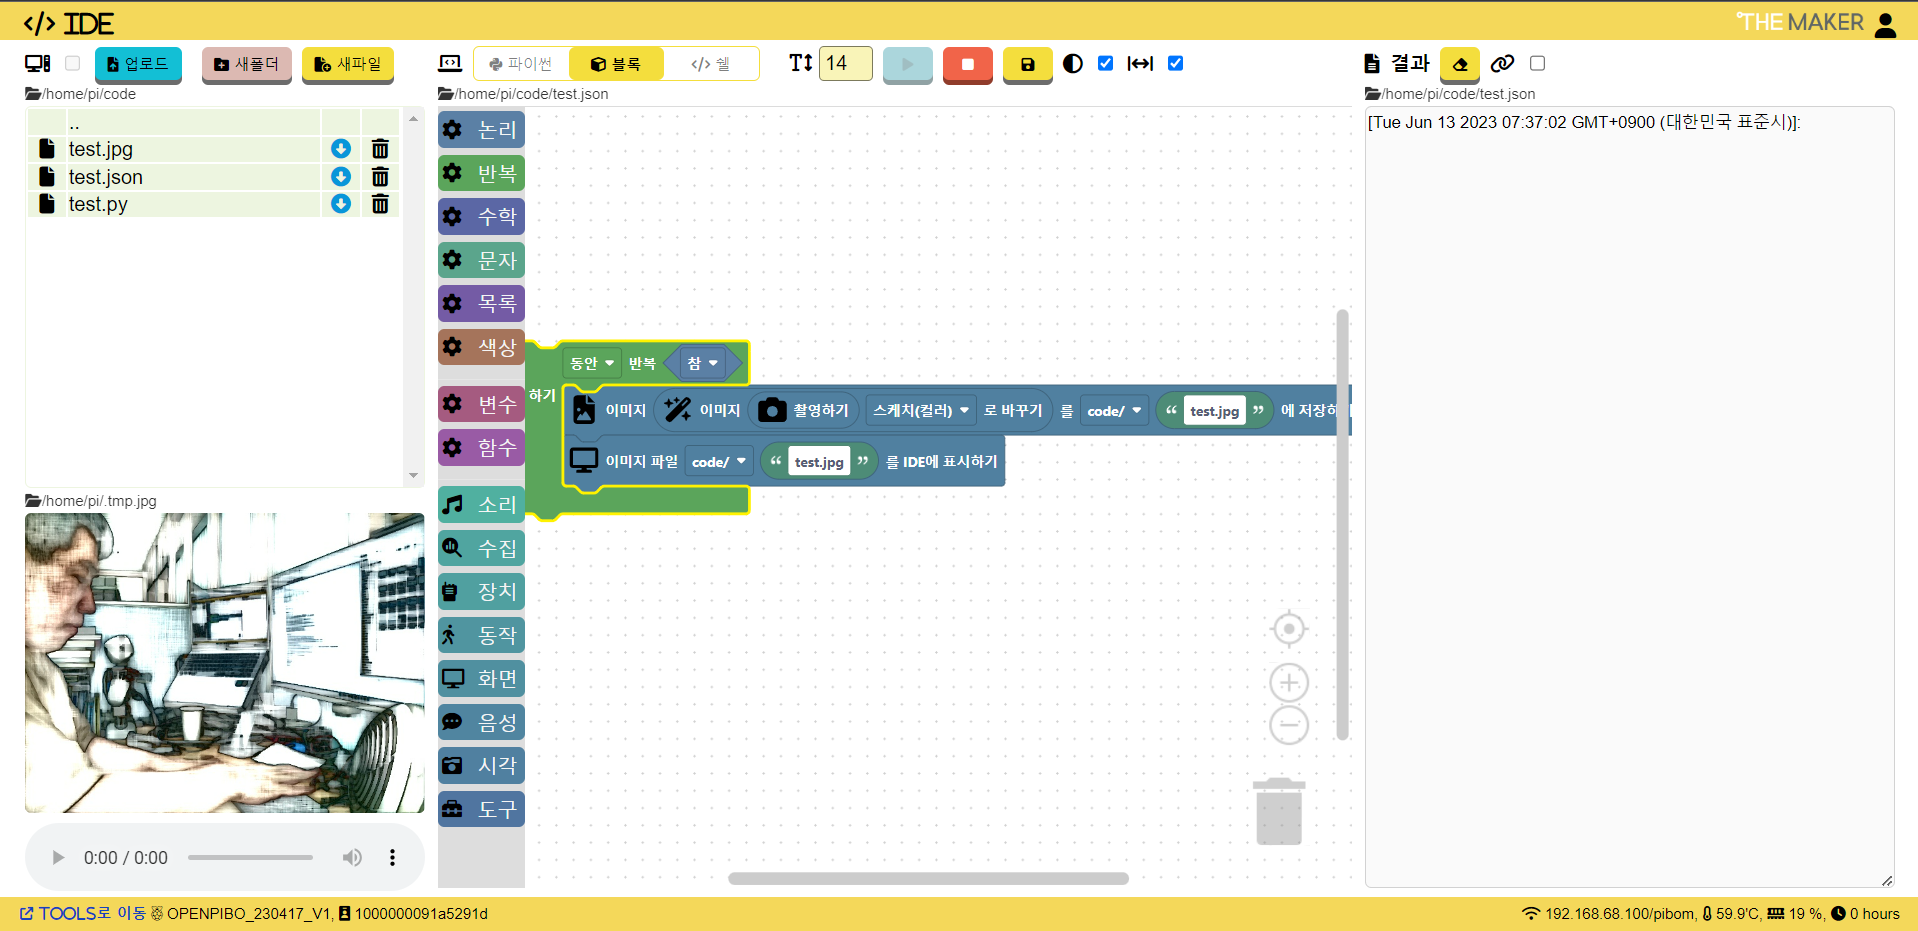 </> IDE
THE MAKER
업로드
새폴더
새파일
파이썬
블록
</> 쉘
14
결과
/home/pi/code
/home/pi/code/test.json
/home/pi/code/test.json
..
test.jpg
test.json
test.py
/home/pi/.tmp.jpg
0:00 / 0:00
논리
반복
수학
문자
목록
색상
변수
함수
소리
수집
장치
동작
화면
음성
시각
도구
동안 반복 참
하기
이미지 이미지 촬영하기 스케치(컬러) 로 바꾸기 를 code/ “ test.jpg ” 에 저장하
이미지 파일 code/ “ test.jpg ” 를 IDE에 표시하기
[Tue Jun 13 2023 07:37:02 GMT+0900 (대한민국 표준시)]:
TOOLS로 이동 OPENPIBO_230417_V1, 1000000091a5291d
192.168.68.100/pibom, 59.9'C, 19 %, 0 hours